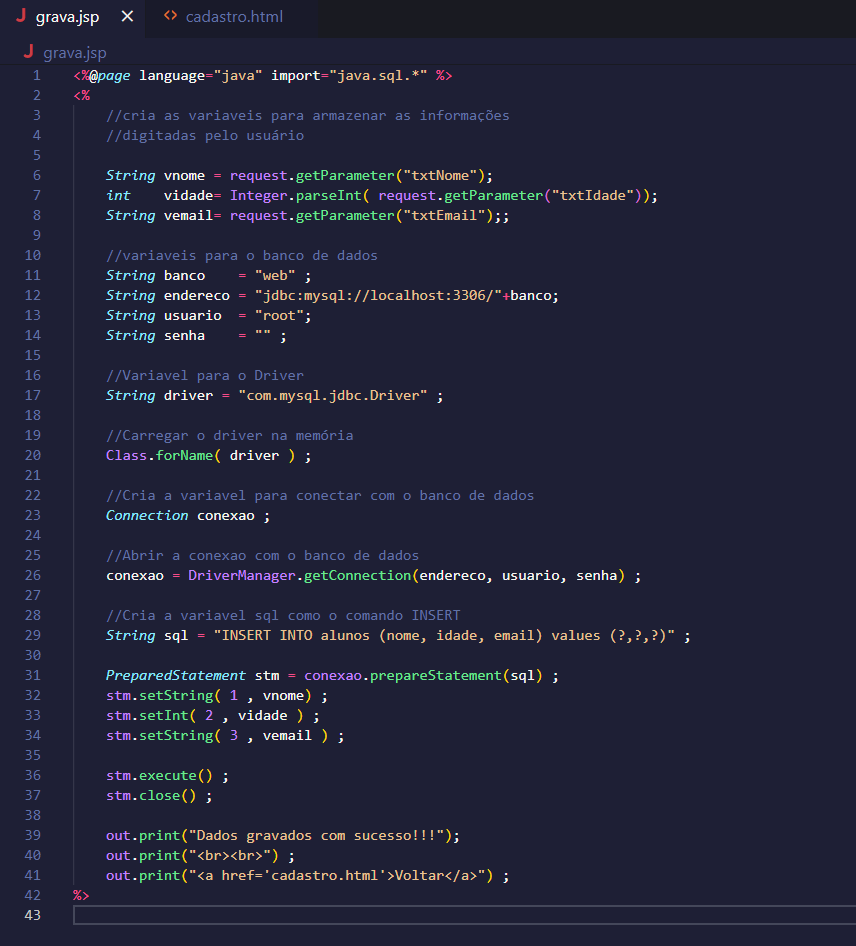 J grava.jsp × <> cadastro.html
J grava.jsp
1 <%@page language="java" import="java.sql.*" %>
2 <%
3 //cria as variaveis para armazenar as informações
4 //digitadas pelo usuário
5
6 String vnome = request.getParameter("txtNome");
7 int    vidade= Integer.parseInt( request.getParameter("txtIdade"));
8 String vemail= request.getParameter("txtEmail");;
9
10 //variaveis para o banco de dados
11 String banco    = "web" ;
12 String endereco = "jdbc:mysql://localhost:3306/"+banco;
13 String usuario  = "root";
14 String senha    = "" ;
15
16 //Variavel para o Driver
17 String driver = "com.mysql.jdbc.Driver" ;
18
19 //Carregar o driver na memória
20 Class.forName( driver ) ;
21
22 //Cria a variavel para conectar com o banco de dados
23 Connection conexao ;
24
25 //Abrir a conexao com o banco de dados
26 conexao = DriverManager.getConnection(endereco, usuario, senha) ;
27
28 //Cria a variavel sql como o comando INSERT
29 String sql = "INSERT INTO alunos (nome, idade, email) values (?,?,?)" ;
30
31 PreparedStatement stm = conexao.prepareStatement(sql) ;
32 stm.setString( 1 , vnome) ;
33 stm.setInt( 2 , vidade ) ;
34 stm.setString( 3 , vemail ) ;
35
36 stm.execute() ;
37 stm.close() ;
38
39 out.print("Dados gravados com sucesso!!!");
40 out.print("<br><br>") ;
41 out.print("<a href='cadastro.html'>Voltar</a>") ;
42 %>
43